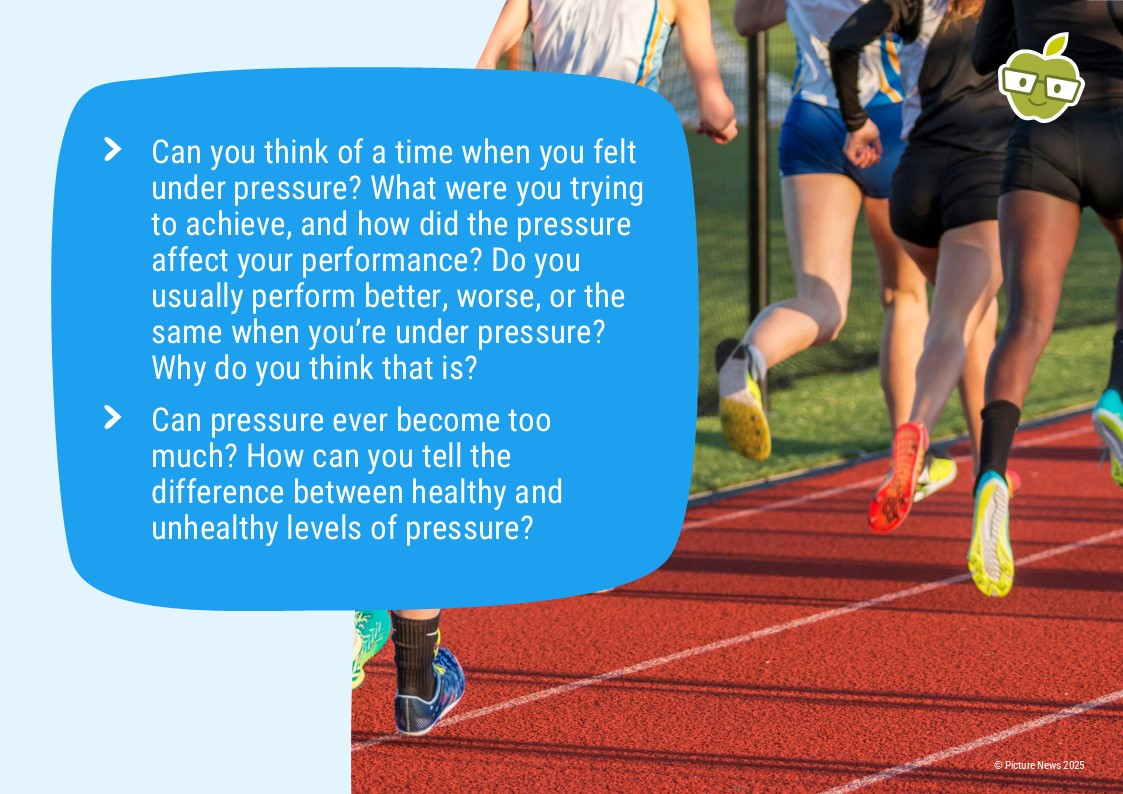 Can you think of a time when you felt
under pressure? What were you trying
to achieve, and how did the pressure
affect your performance? Do you
usually perform better, worse, or the
same when you’re under pressure?
Why do you think that is?
Can pressure ever become too
much? How can you tell the
difference between healthy and
unhealthy levels of pressure?
© Picture News 2025